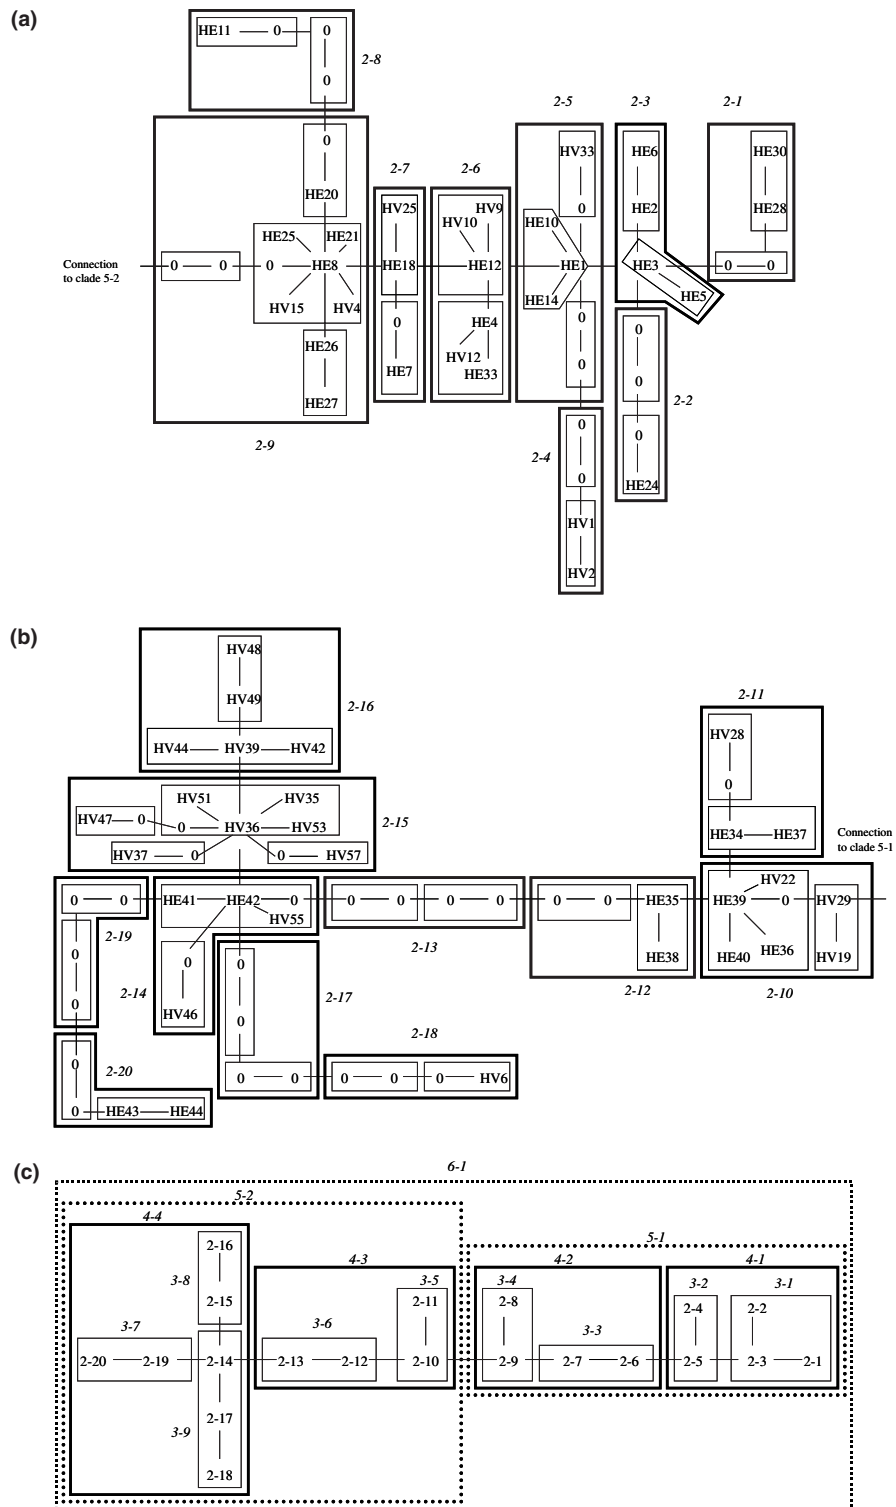 (a)
HE11 0 0
0
2-8
2-5 2-3 2-1
0
HE20
2-7 2-6
HV33
0
HE6
HE2
HE30
HE28
HV25
HV10 HV9
HE10
HE25 HE21
Connection
to clade 5-2
0 0 0 HE8 HE18 HE12 HE1 HE3 0 0
HV15 HV4
HE14
HE5
HE26
HE27
0
HE7
HE4
HV12
HE33
0
0
0
0
2-9
2-2
0
HE24
2-4
0
0
HV1
HV2
(b)
HV48
HV49
2-16
HV44 HV39 HV42
2-11
HV28
0
HV51 HV35
HV47 0 0 HV36 HV53
2-15
HV37 0 0 HV57
HE34 HE37
Connection
to clade 5-1
HV22
0 0 HE41 HE42 0 0 0 0 0 0 0 HE35 HE39 0 HV29
HV55
2-19
2-13
0
0
0
HV46
2-14
0
0
2-17
HE38
HE40 HE36 HV19
2-12 2-10
2-18
2-20
0
0 HE43 HE44
0 0 0 0 0 HV6
(c)
6-1
5-2
4-4
5-1
2-16
3-8
2-15
4-3
3-5
2-11
4-2
3-4
2-8
4-1
3-2 3-1
2-4 2-2
3-7 3-6 3-3
2-20 2-19 2-14 2-13 2-12 2-10 2-9 2-7 2-6 2-5 2-3 2-1
2-17
3-9
2-18